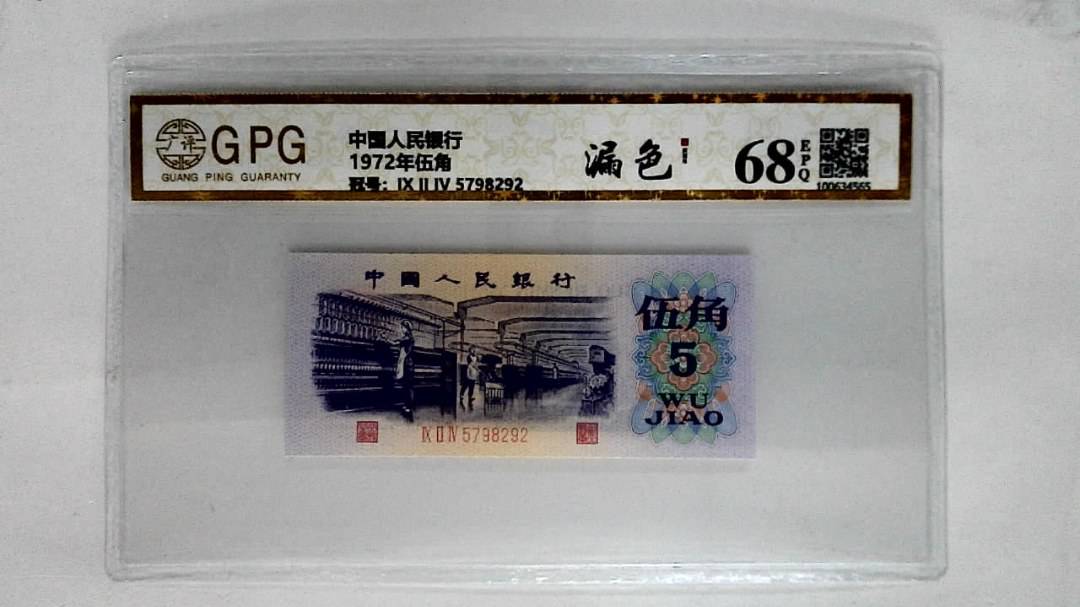 GPG
GUANG PING GUARANTY
中国人民银行
1972年伍角
冠号: IX II IV 5798292
漏色
68
EPQ
100634565
中國人民銀行
伍角
5
WU
JIAO
IX II IV 5798292